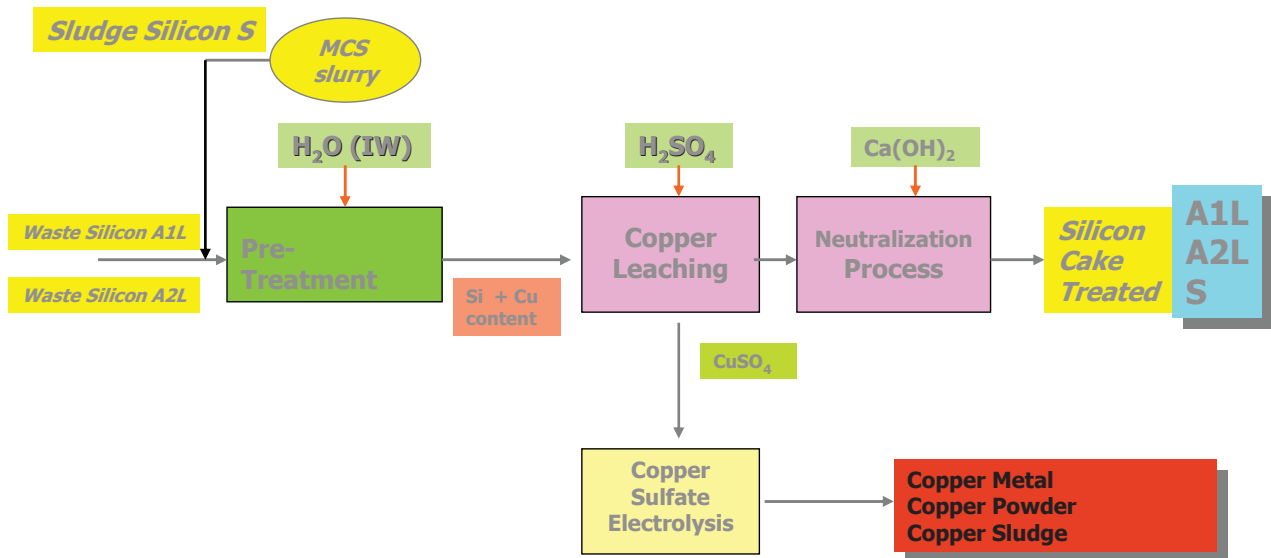 Sludge Silicon S
MCS
slurry
H₂O (IW)
H₂SO₄
Ca(OH)₂
Waste Silicon A1L
Waste Silicon A2L
Pre-
Treatment
Si + Cu
content
Copper
Leaching
Neutralization
Process
Silicon
Cake
Treated
A1L
A2L
S
CuSO₄
Copper
Sulfate
Electrolysis
Copper Metal
Copper Powder
Copper Sludge